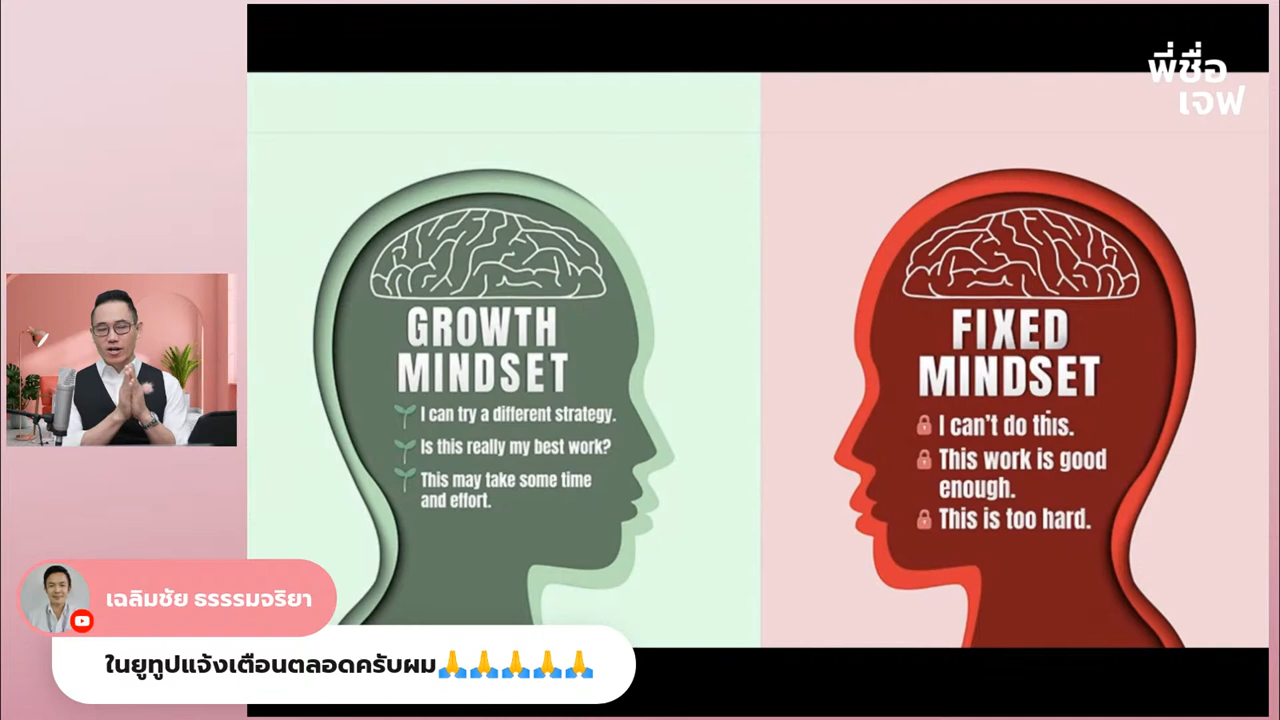 พี่ชื่อ
เจฟ
GROWTH
MINDSET
I can try a different strategy.
Is this really my best work?
This may take some time
and effort.
FIXED
MINDSET
I can't do this.
This work is good
enough.
This is too hard.
เฉลิมชัย ธรรรมจริยา
ในยูทูปแจ้งเตือนตลอดครับผม🙏🙏🙏🙏🙏